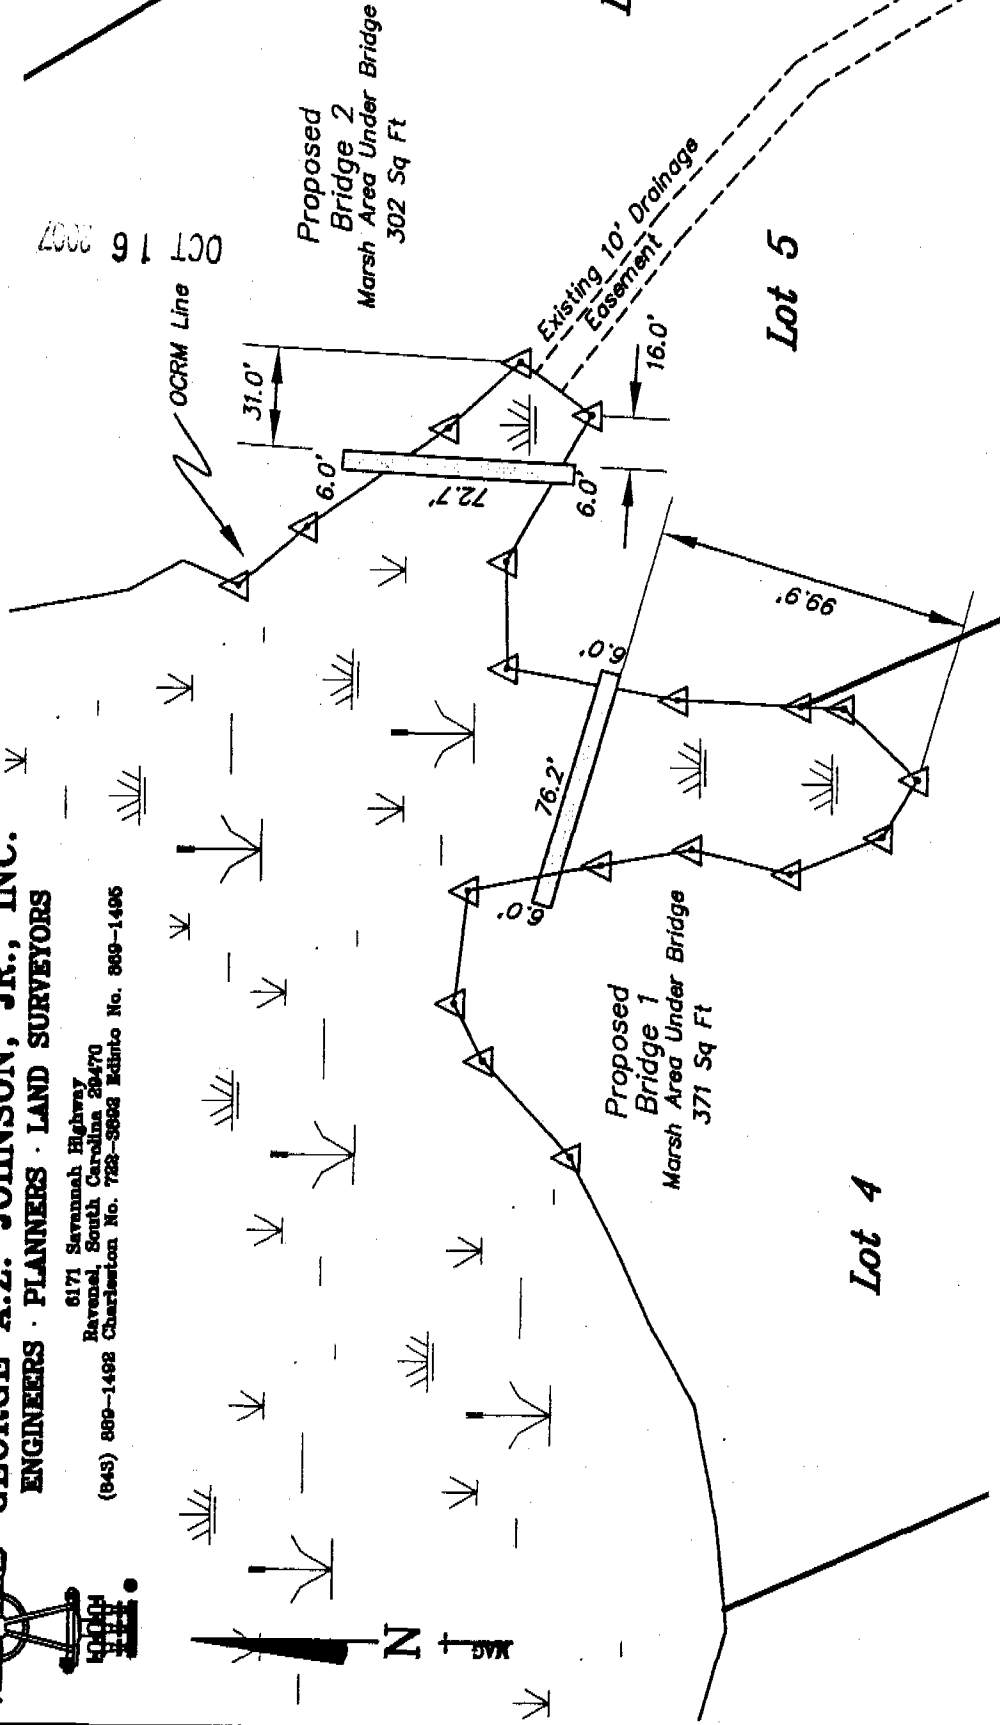 GEORGE A.Z. JOHNSON, JR., INC.
ENGINEERS · PLANNERS · LAND SURVEYORS
6171 Savannah Highway
Ravenel, South Carolina 29470
(843) 889-1492 Charleston No. 722-3892 Edisto No. 869-1495
OCT 16 2007
OCRM Line
Proposed
Bridge 2
Marsh Area Under Bridge
302 Sq Ft
31.0'
6.0'
72.7'
6.0'
16.0'
Existing 10' Drainage
Easement
Lot 5
6.0'
76.2'
6.0'
99.9'
Proposed
Bridge 1
Marsh Area Under Bridge
371 Sq Ft
Lot 4
N
MAG